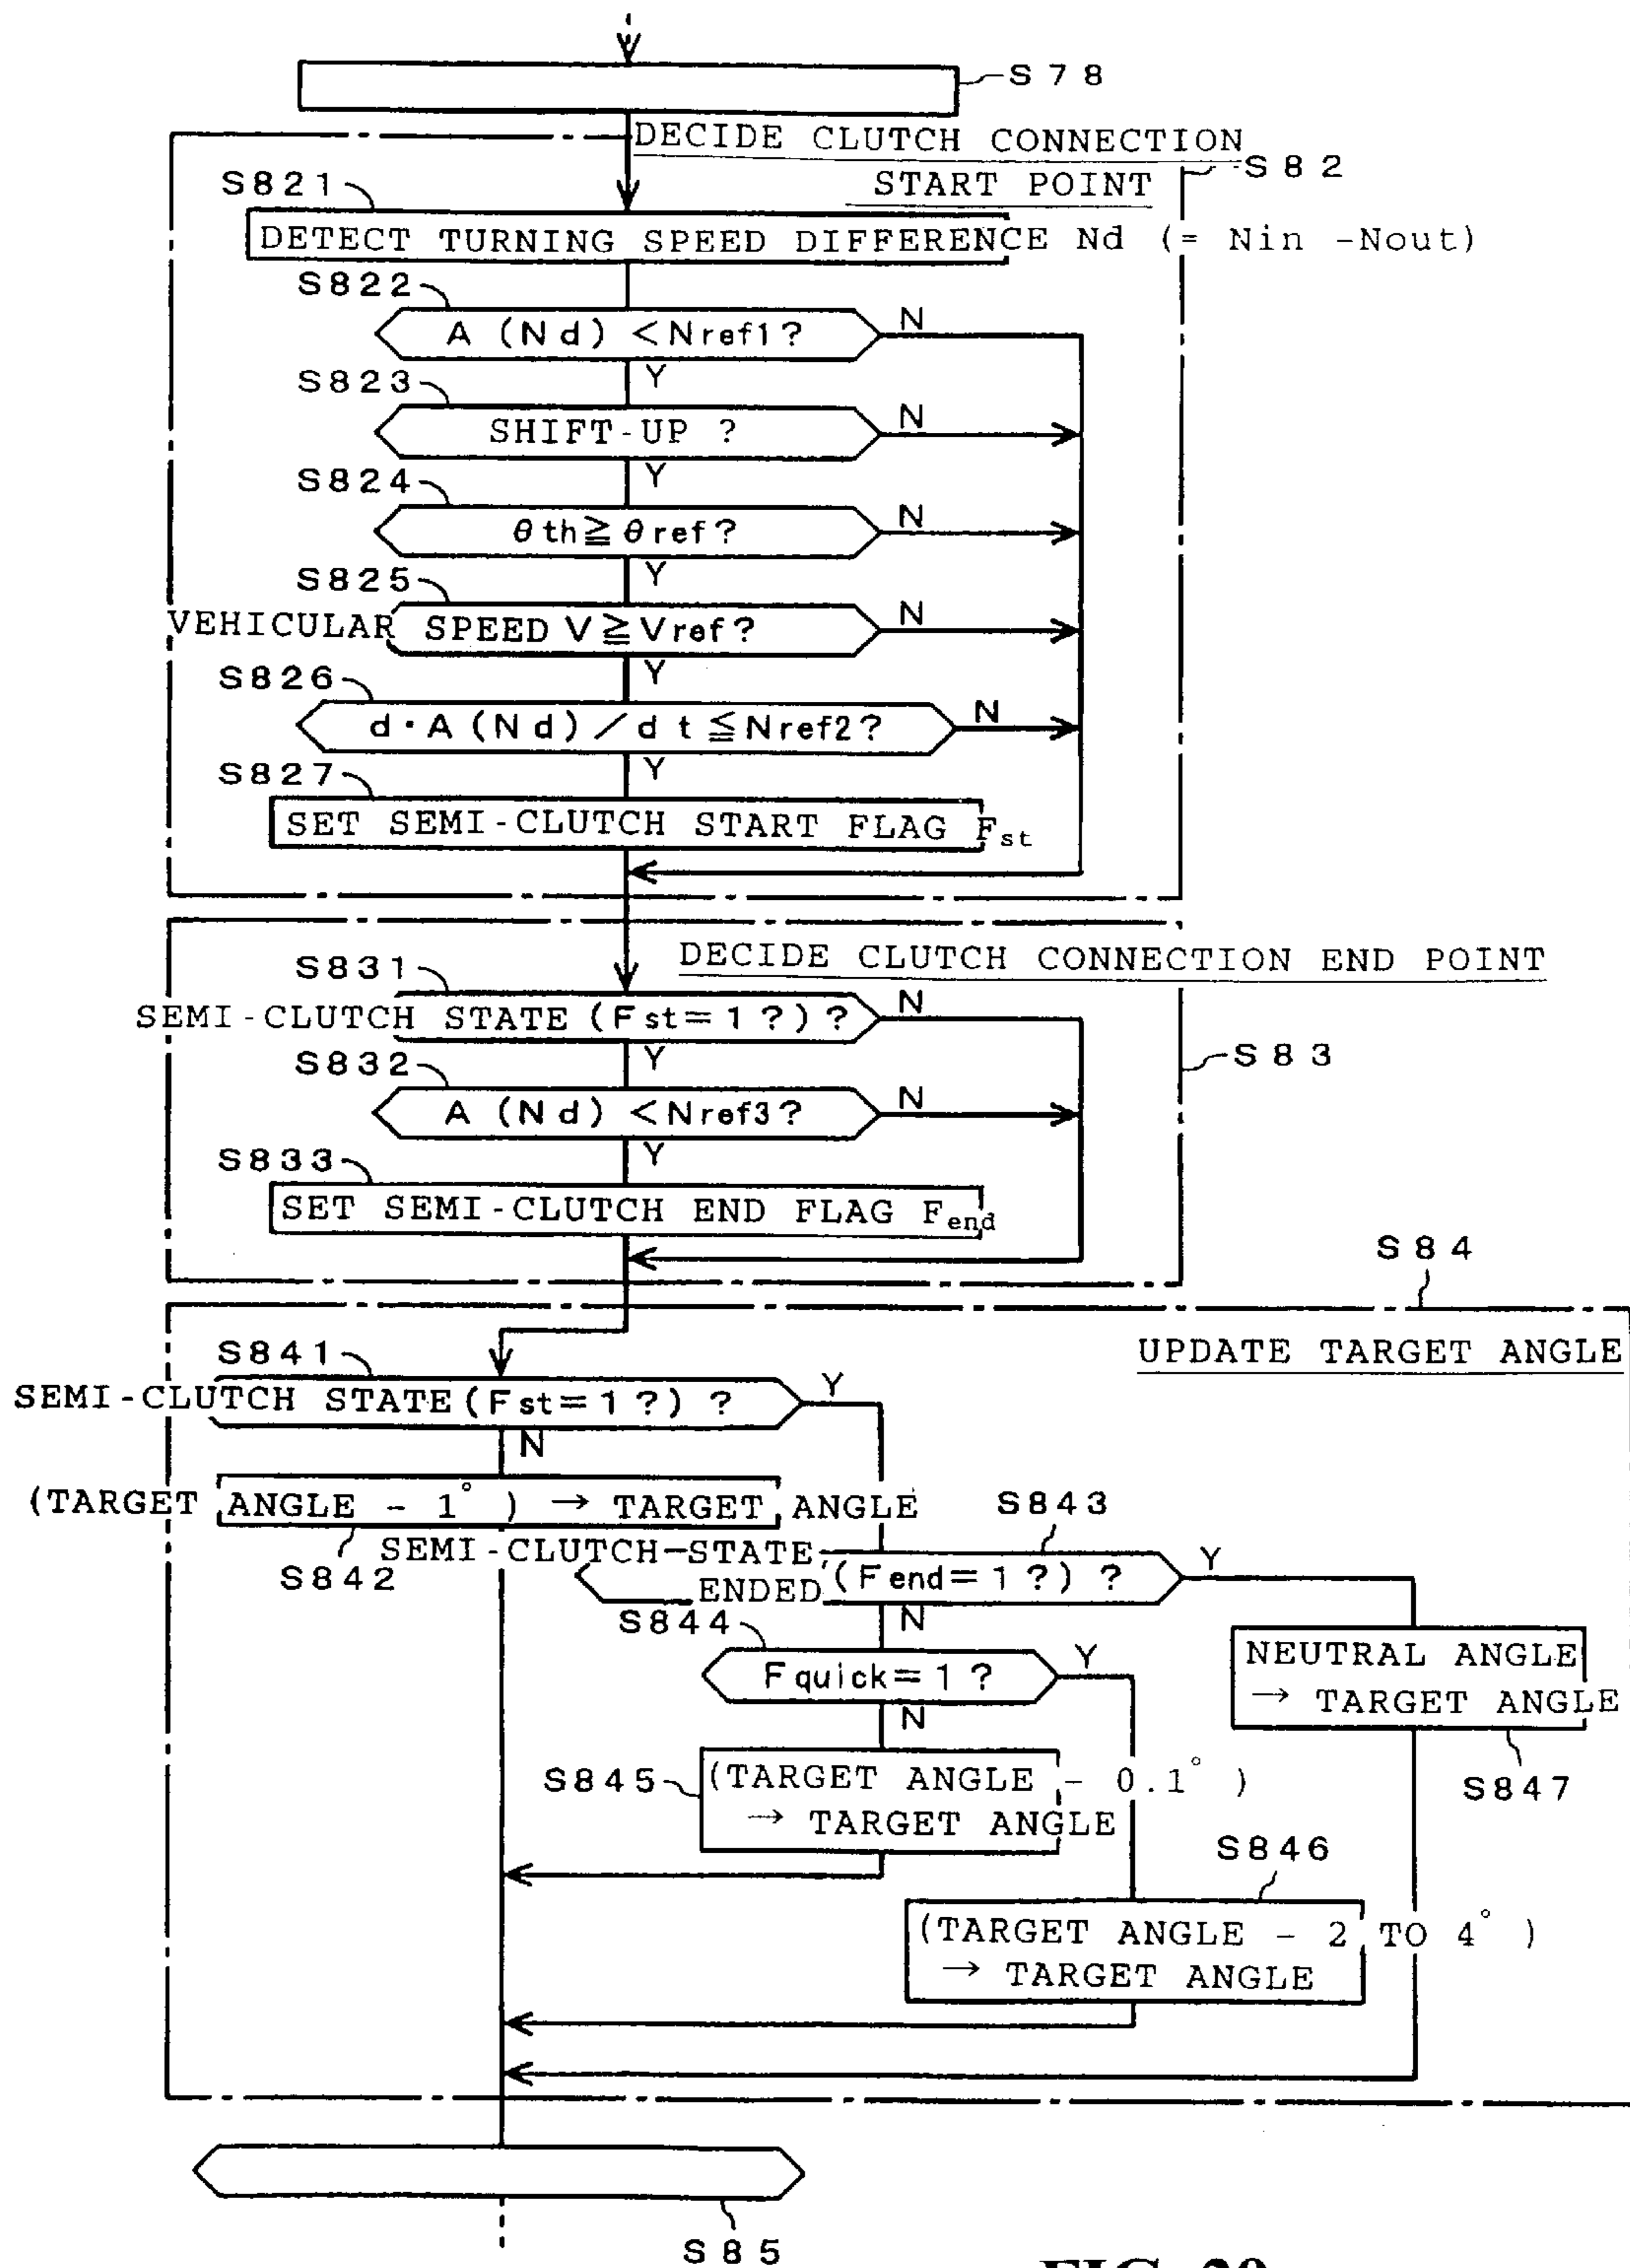 S78
DECIDE CLUTCH CONNECTION
START POINT
S82
S821
DETECT TURNING SPEED DIFFERENCE Nd (= Nin -Nout)
S822
A (Nd) <Nref1?
N
Y
S823
SHIFT-UP ?
N
Y
S824
θth≧θref?
N
Y
S825
VEHICULAR SPEED V≧Vref?
N
Y
S826
d·A (Nd) ／dt≦Nref2?
N
Y
S827
SET SEMI-CLUTCH START FLAG Fst
DECIDE CLUTCH CONNECTION END POINT
S831
SEMI-CLUTCH STATE (Fst=1?) ?
N
Y
S83
S832
A (Nd) <Nref3?
N
Y
S833
SET SEMI-CLUTCH END FLAG Fend
S84
UPDATE TARGET ANGLE
S841
SEMI-CLUTCH STATE (Fst=1?) ?
Y
N
(TARGET ANGLE - 1° ) → TARGET ANGLE
S842
S843
SEMI-CLUTCH-STATE
ENDED (Fend=1?) ?
Y
N
S844
Fquick=1?
Y
N
NEUTRAL ANGLE
→ TARGET ANGLE
S847
S845
(TARGET ANGLE - 0.1° )
→ TARGET ANGLE
S846
(TARGET ANGLE - 2 TO 4° )
→ TARGET ANGLE
S85